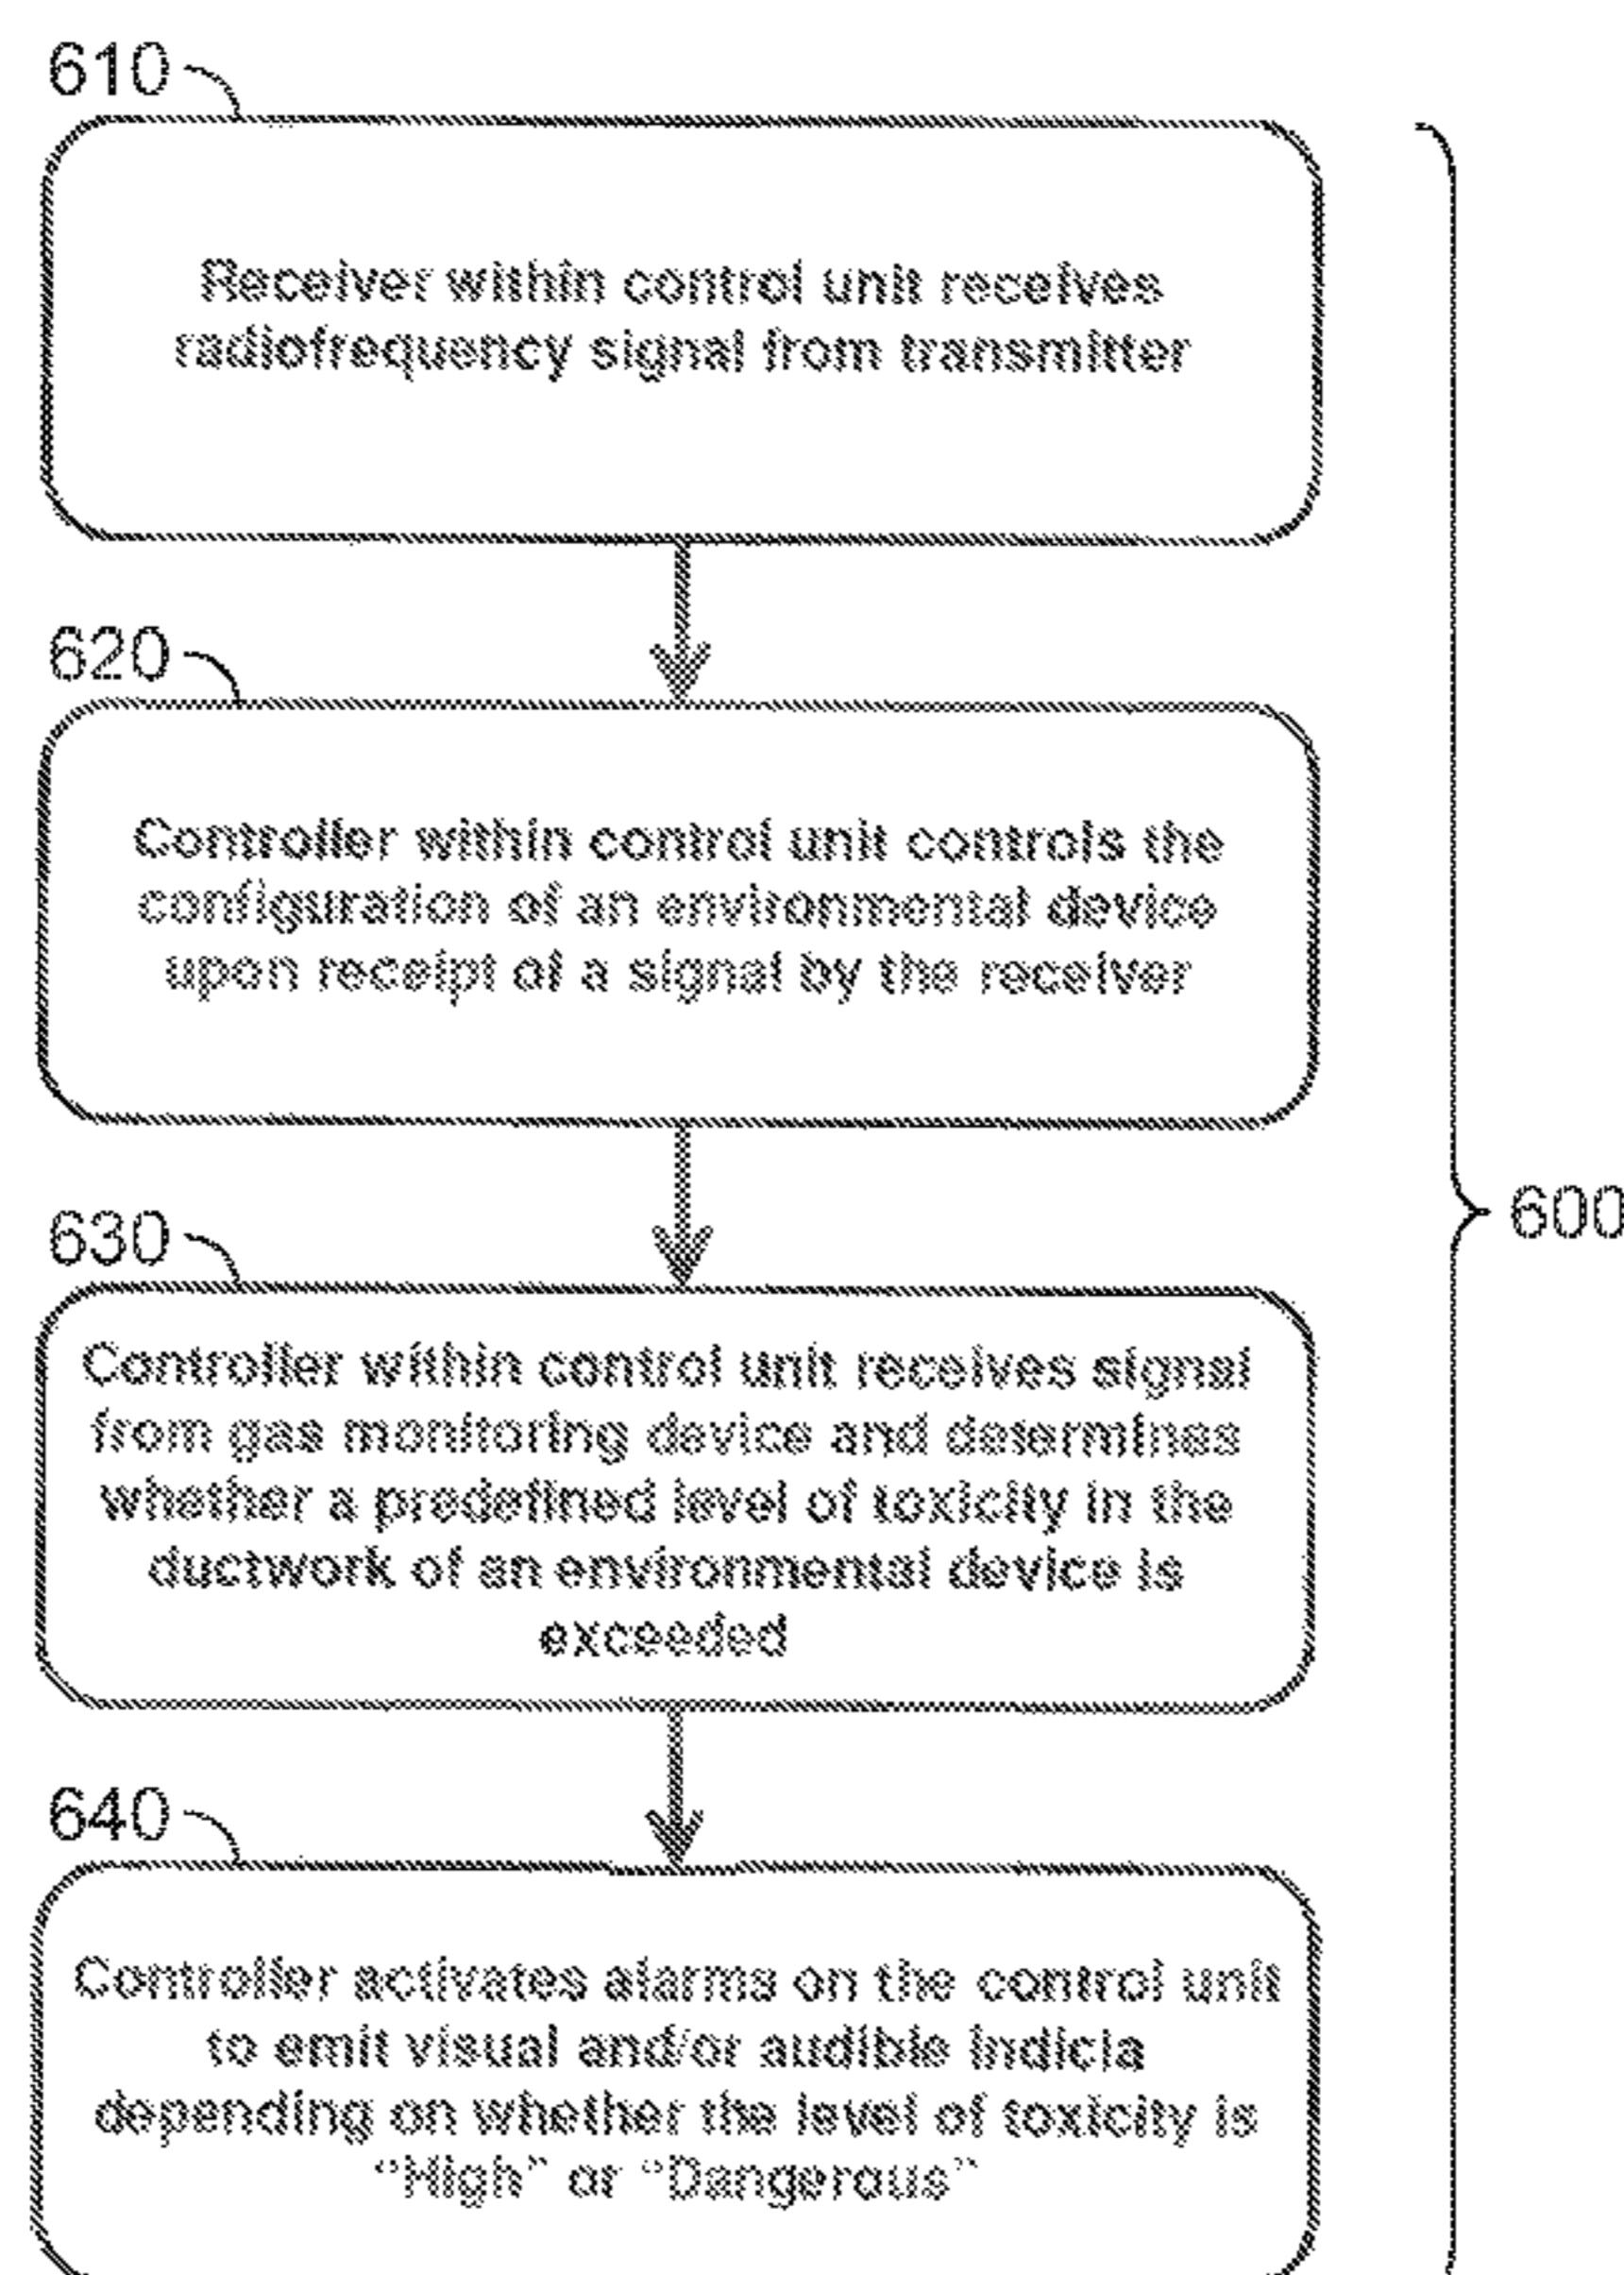 610
Receiver within control unit receives
radiofrequency signal from transmitter
620
Controller within control unit controls the
configuration of an environmental device
upon receipt of a signal by the receiver
600
630
Controller within control unit receives signal
from gas monitoring device and determines
whether a predefined level of toxicity in the
ductwork of an environmental device is
exceeded
640
Controller activates alarms on the control unit
to emit visual and/or audible indicia
depending on whether the level of toxicity is
“High” or “Dangerous”